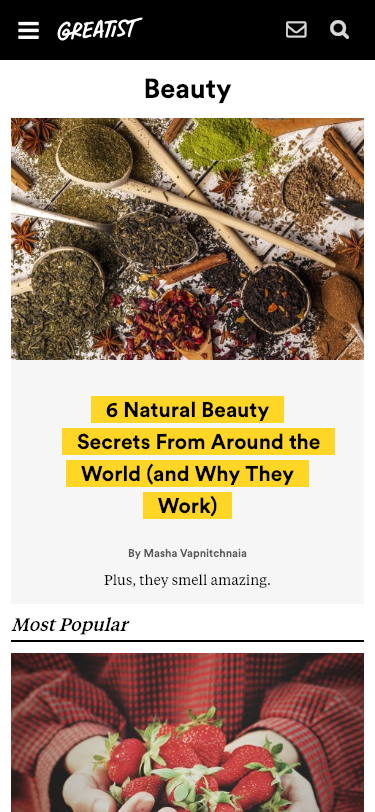 GREATIST
Beauty
6 Natural Beauty
Secrets From Around the
World (and Why They
Work)
By Masha Vapnitchnaia
Plus, they smell amazing.
Most Popular